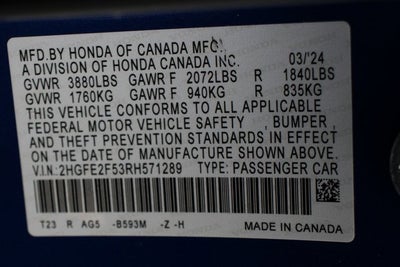 MFD.BY HONDA OF CANADA MFG.
A DIVISION OF HONDA CANADA INC. 03/'24
GVWR 3880LBS GAWR F 2072LBS R 1840LBS
GVWR 1760KG GAWR F 940KG R 835KG
THIS VEHICLE CONFORMS TO ALL APPLICABLE
FEDERAL MOTOR VEHICLE SAFETY , BUMPER ,
AND THEFT PREVENTION STANDARDS IN EFFECT
ON THE DATE OF MANUFACTURE SHOWN ABOVE.
V.I.N: 2HGFE2F53RH571289 TYPE: PASSENGER CAR
T23 R AG5 -B593M -Z -H MADE IN CANADA